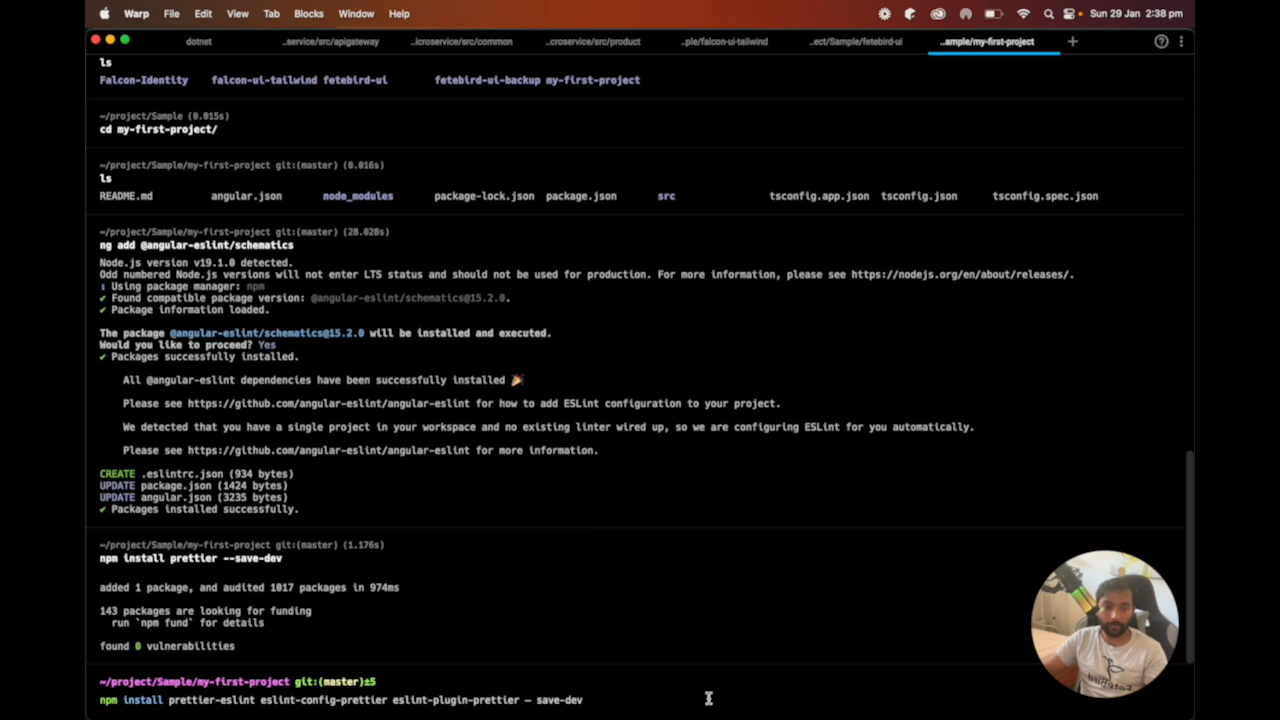 Warp File Edit View Tab Blocks Window Help Sun 29 Jan 2:38 pm
dotnet ..service/src/apigateway ..icroservice/src/common ..croservice/src/product ..ple/falcon-ui-tailwind ..ect/Sample/fetebird-ui ..ample/my-first-project
ls
Falcon-Identity falcon-ui-tailwind fetebird-ui fetebird-ui-backup my-first-project
~/project/Sample (0.015s)
cd my-first-project/
~/project/Sample/my-first-project git:(master) (0.016s)
ls
README.md angular.json node_modules package-lock.json package.json src tsconfig.app.json tsconfig.json tsconfig.spec.json
~/project/Sample/my-first-project git:(master) (28.028s)
ng add @angular-eslint/schematics
Node.js version v19.1.0 detected.
Odd numbered Node.js versions will not enter LTS status and should not be used for production. For more information, please see https://nodejs.org/en/about/releases/.
ℹ Using package manager: npm
✔ Found compatible package version: @angular-eslint/schematics@15.2.0.
✔ Package information loaded.
The package @angular-eslint/schematics@15.2.0 will be installed and executed.
Would you like to proceed? Yes
✔ Packages successfully installed.
All @angular-eslint dependencies have been successfully installed 🎉
Please see https://github.com/angular-eslint/angular-eslint for how to add ESLint configuration to your project.
We detected that you have a single project in your workspace and no existing linter wired up, so we are configuring ESLint for you automatically.
Please see https://github.com/angular-eslint/angular-eslint for more information.
CREATE .eslintrc.json (934 bytes)
UPDATE package.json (1424 bytes)
UPDATE angular.json (3235 bytes)
✔ Packages installed successfully.
~/project/Sample/my-first-project git:(master) (1.176s)
npm install prettier --save-dev
added 1 package, and audited 1017 packages in 974ms
143 packages are looking for funding
run `npm fund` for details
found 0 vulnerabilities
~/project/Sample/my-first-project git:(master)±5
npm install prettier-eslint eslint-config-prettier eslint-plugin-prettier — save-dev